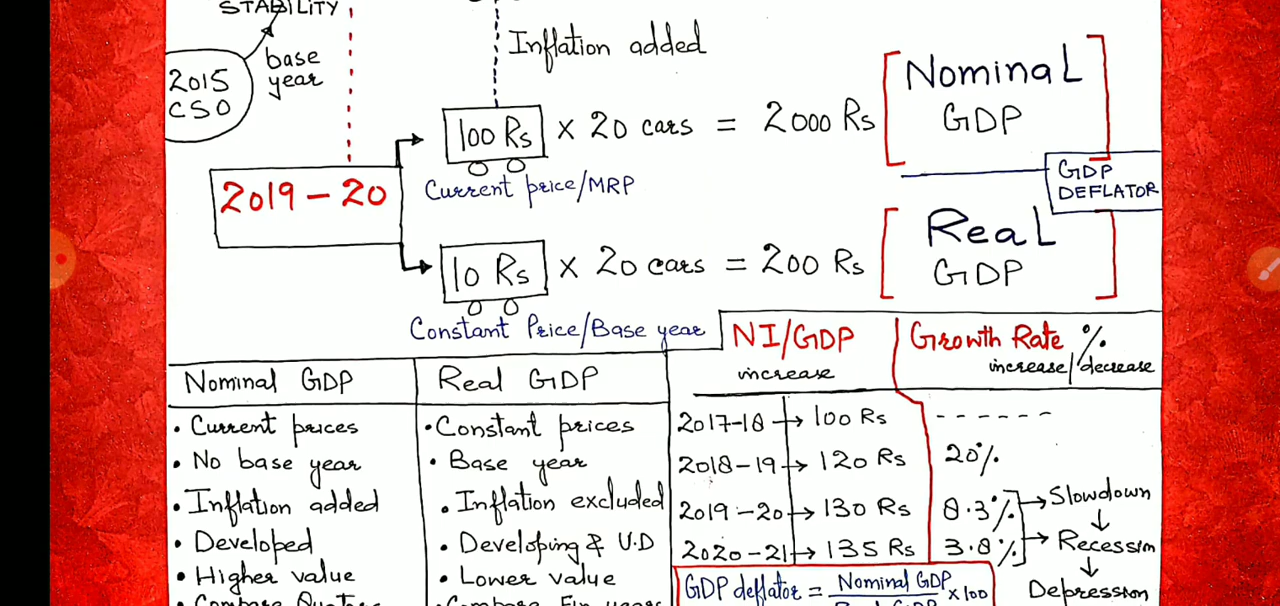 STABILITY
base
year
2015
CSO
Inflation added
100 Rs × 20 cars = 2000 Rs
Nominal
GDP
Current price/MRP
2019-20
GDP
DEFLATOR
10 Rs × 20 cars = 200 Rs
Real
GDP
Constant Price/Base year
Nominal GDP
• Current prices
• No base year
• Inflation added
• Developed
• Higher value
Real GDP
• Constant prices
• Base year
• Inflation excluded
• Developing & U.D
• Lower value
NI/GDP
increase
Growth Rate %
increase/decrease
2017-18 → 100 Rs ------
2018-19 → 120 Rs 20%
2019-20 → 130 Rs 8.3%
2020-21 → 135 Rs 3.8%
Slowdown
Recession
Depression
GDP deflator = Nominal GDP × 100